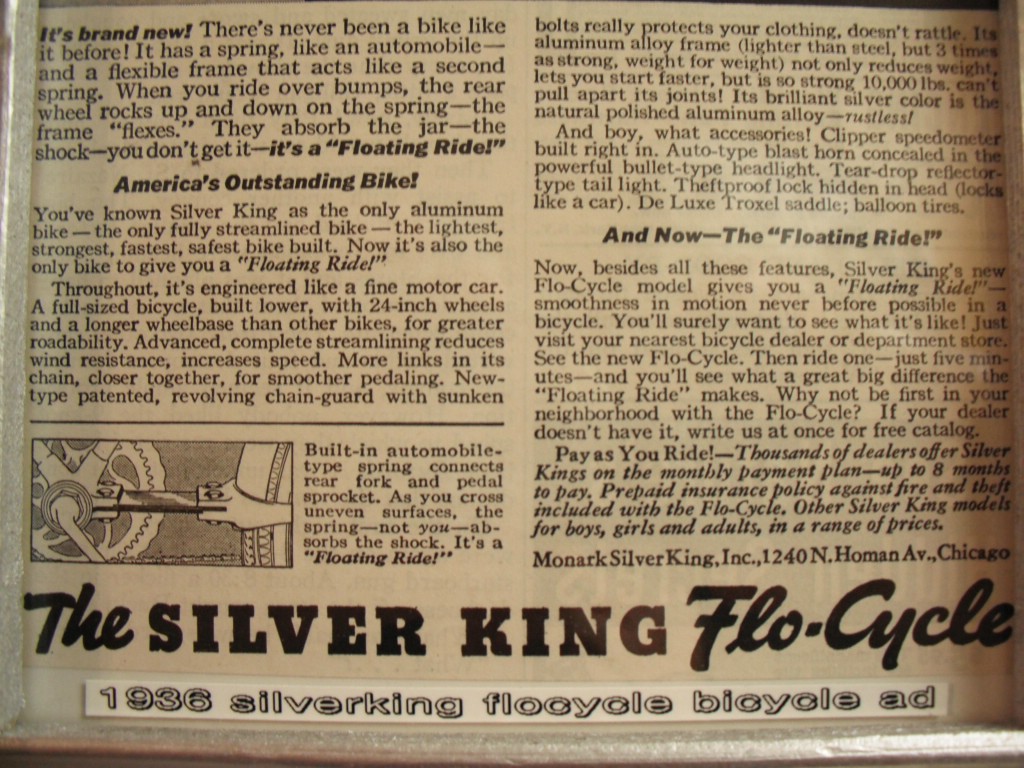 It's brand new! There's never been a bike like
it before! It has a spring, like an automobile—
and a flexible frame that acts like a second
spring. When you ride over bumps, the rear
wheel rocks up and down on the spring—the
frame "flexes." They absorb the jar—the
shock—you don't get it—it's a "Floating Ride!"
America's Outstanding Bike!
You've known Silver King as the only aluminum
bike — the only fully streamlined bike — the lightest,
strongest, fastest, safest bike built. Now it's also the
only bike to give you a "Floating Ride!"
Throughout, it's engineered like a fine motor car.
A full-sized bicycle, built lower, with 24-inch wheels
and a longer wheelbase than other bikes, for greater
roadability. Advanced, complete streamlining reduces
wind resistance, increases speed. More links in its
chain, closer together, for smoother pedaling. New-
type patented, revolving chain-guard with sunken
Built-in automobile-
type spring connects
rear fork and pedal
sprocket. As you cross
uneven surfaces, the
spring—not you—ab-
sorbs the shock. It's a
"Floating Ride!"
bolts really protects your clothing, doesn't rattle. Its
aluminum alloy frame (lighter than steel, but 3 times
as strong, weight for weight) not only reduces weight,
lets you start faster, but is so strong 10,000 lbs. can't
pull apart its joints! Its brilliant silver color is the
natural polished aluminum alloy—rustless!
And boy, what accessories! Clipper speedometer
built right in. Auto-type blast horn concealed in the
powerful bullet-type headlight. Tear-drop reflector-
type tail light. Theftproof lock hidden in head (locks
like a car). De Luxe Troxel saddle; balloon tires.
And Now—The "Floating Ride!"
Now, besides all these features, Silver King's new
Flo-Cycle model gives you a "Floating Ride!"—
smoothness in motion never before possible in a
bicycle. You'll surely want to see what it's like! Just
visit your nearest bicycle dealer or department store.
See the new Flo-Cycle. Then ride one—just five min-
utes—and you'll see what a great big difference the
"Floating Ride" makes. Why not be first in your
neighborhood with the Flo-Cycle? If your dealer
doesn't have it, write us at once for free catalog.
Pay as You Ride!—Thousands of dealers offer Silver
Kings on the monthly payment plan—up to 8 months
to pay. Prepaid insurance policy against fire and theft
included with the Flo-Cycle. Other Silver King models
for boys, girls and adults, in a range of prices.
Monark Silver King, Inc., 1240 N. Homan Av., Chicago
The SILVER KING Flo-Cycle
1936 silverking flocycle bicycle ad